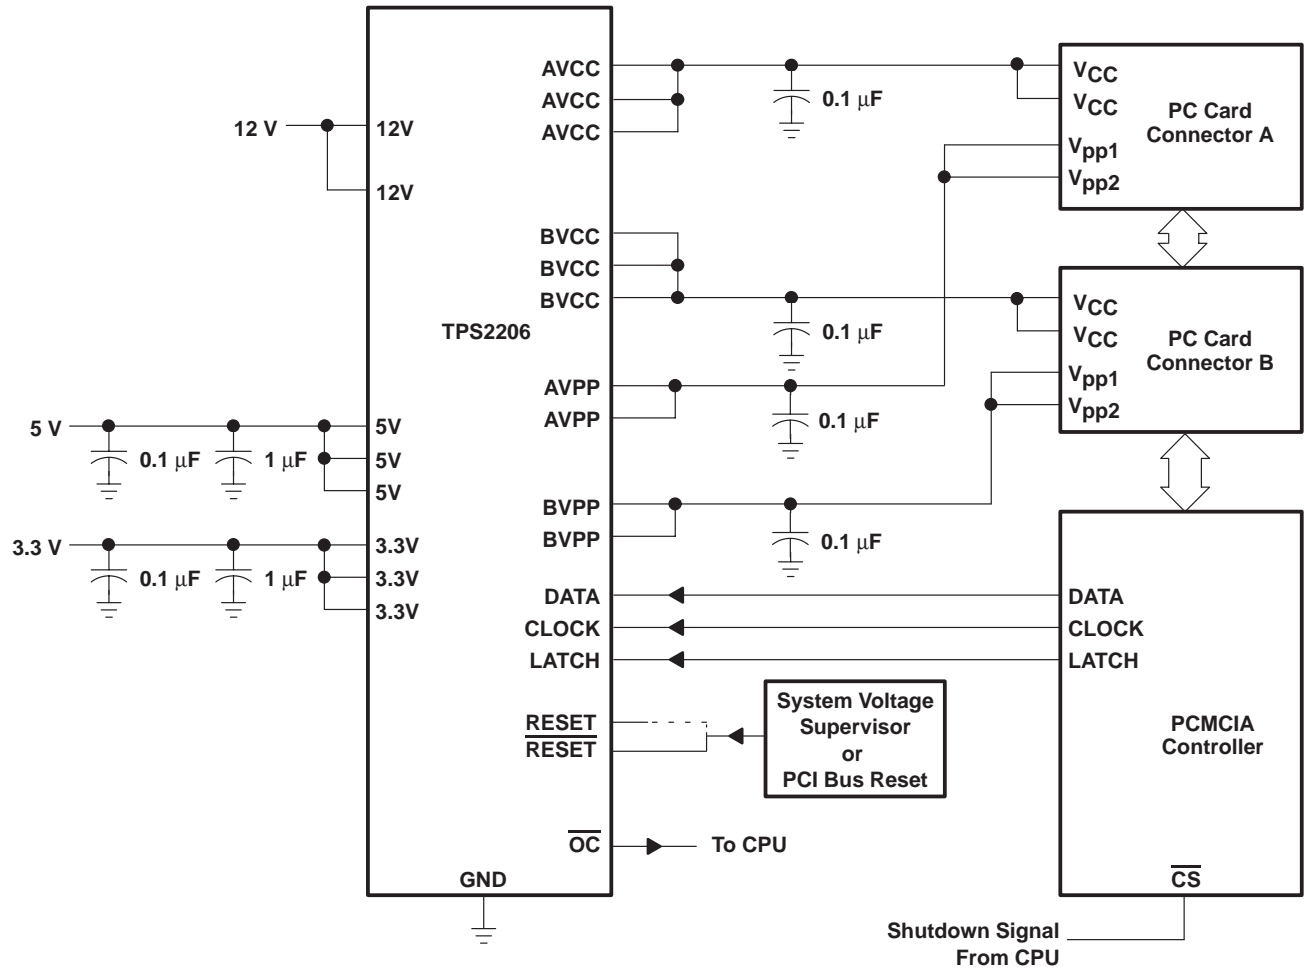 AVCC
AVCC
AVCC
0.1 μF
VCC
VCC
Vpp1
Vpp2
PC Card
Connector A
12 V
12V
12V
BVCC
BVCC
BVCC
0.1 μF
VCC
VCC
Vpp1
Vpp2
PC Card
Connector B
TPS2206
AVPP
AVPP
0.1 μF
5 V
0.1 μF
1 μF
5V
5V
5V
BVPP
BVPP
0.1 μF
3.3 V
0.1 μF
1 μF
3.3V
3.3V
3.3V
DATA
CLOCK
LATCH
DATA
CLOCK
LATCH
RESET
RESET
System Voltage
Supervisor
or
PCI Bus Reset
PCMCIA
Controller
OC
To CPU
GND
CS
Shutdown Signal
From CPU